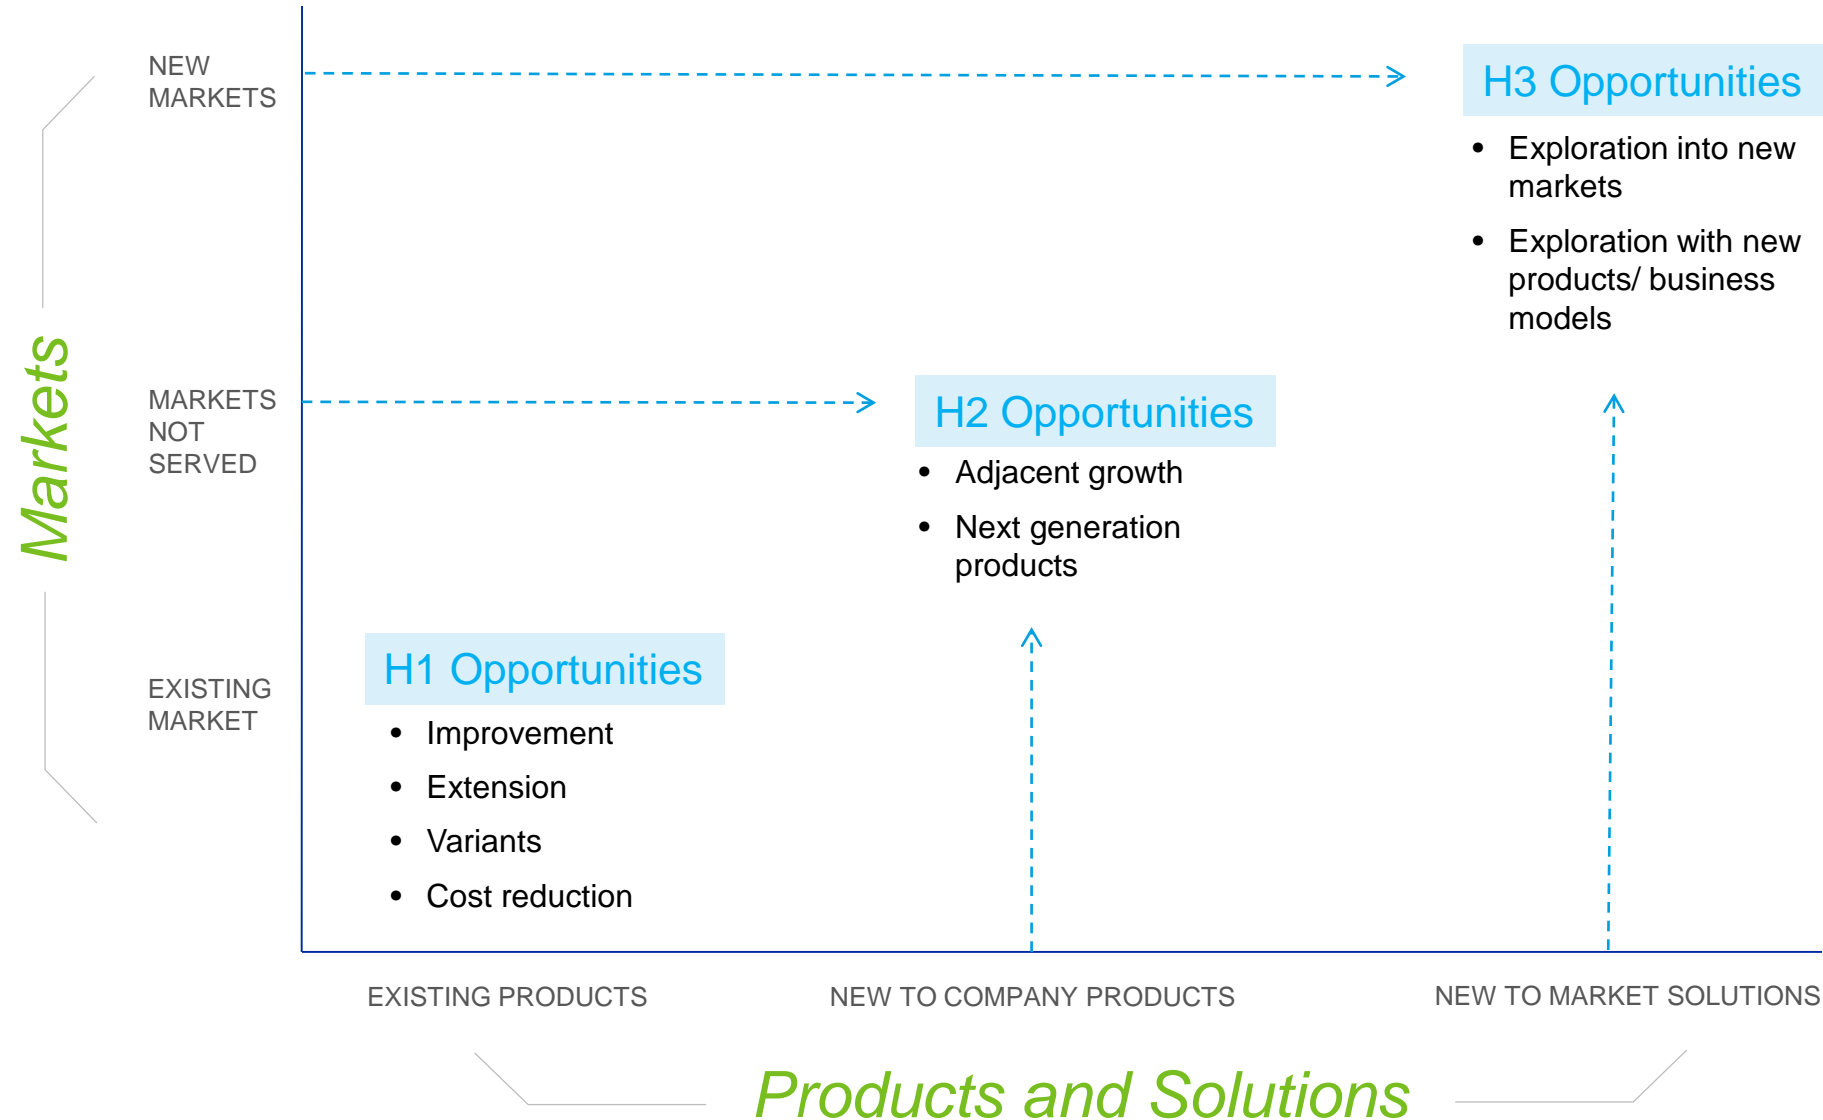 NEW
MARKETS
H3 Opportunities
• Exploration into new
markets
• Exploration with new
products/ business
models
Markets
MARKETS
NOT
SERVED
H2 Opportunities
• Adjacent growth
• Next generation
products
EXISTING
MARKET
H1 Opportunities
• Improvement
• Extension
• Variants
• Cost reduction
EXISTING PRODUCTS
NEW TO COMPANY PRODUCTS
NEW TO MARKET SOLUTIONS
Products and Solutions